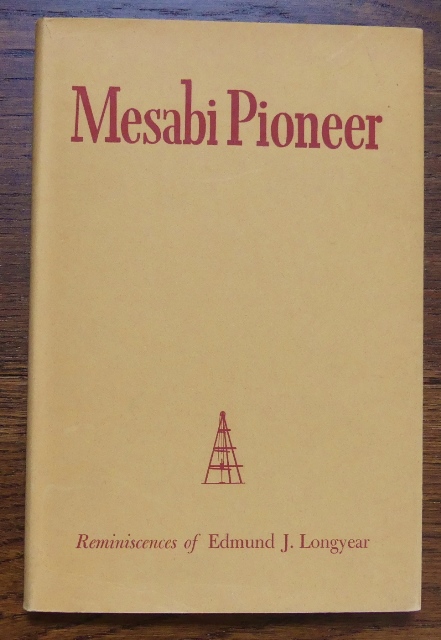 Mesabi Pioneer
Reminiscences of Edmund J. Longyear